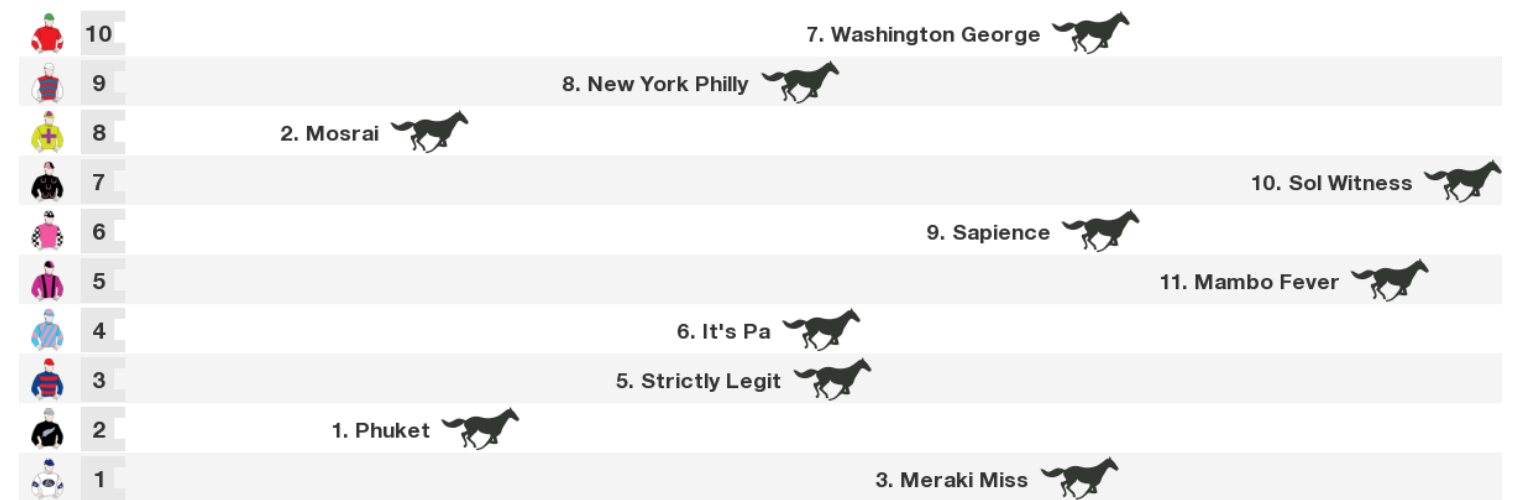 10 7. Washington George
9 8. New York Philly
8 2. Mosrai
7 10. Sol Witness
6 9. Sapience
5 11. Mambo Fever
4 6. It's Pa
3 5. Strictly Legit
2 1. Phuket
1 3. Meraki Miss